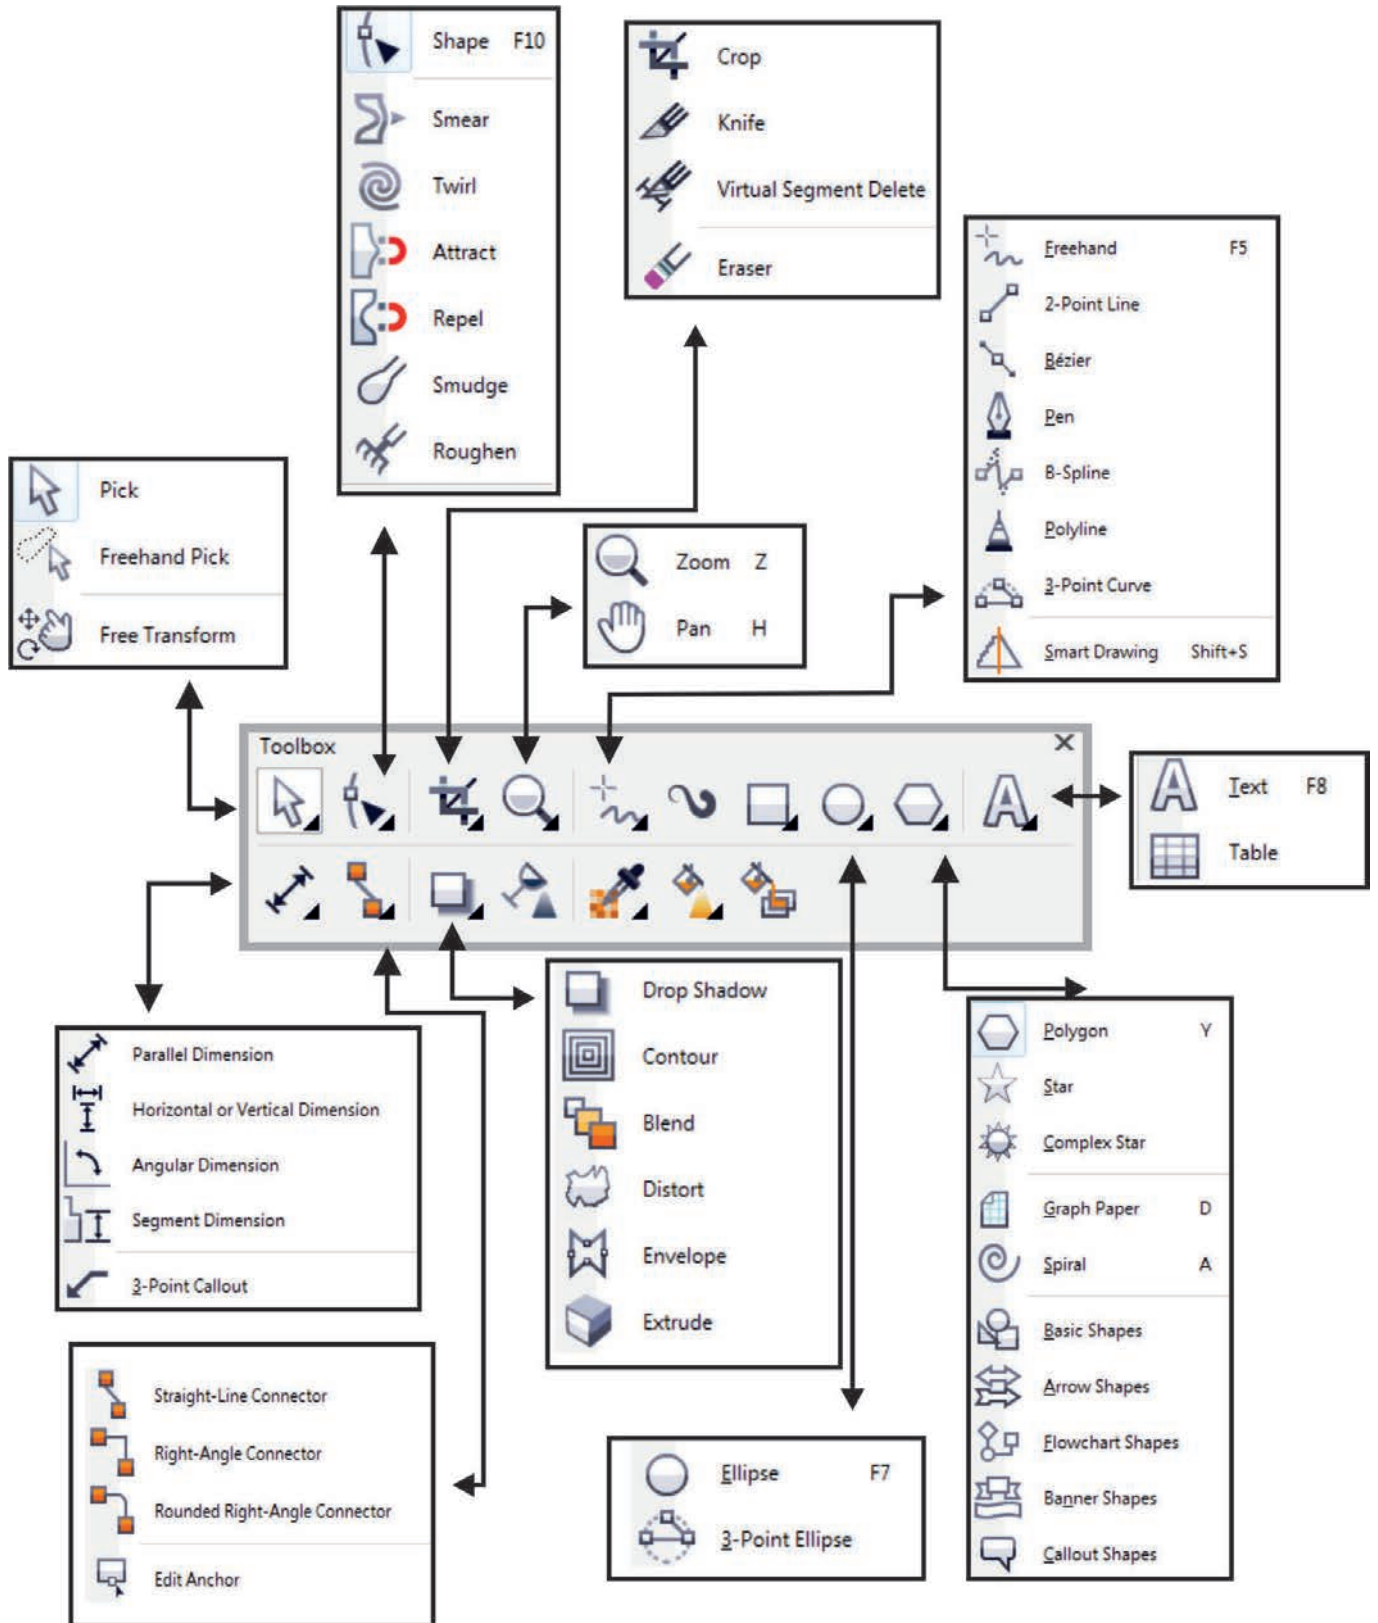 Shape F10
Smear
Twirl
Attract
Repel
Smudge
Roughen
Crop
Knife
Virtual Segment Delete
Eraser
Freehand F5
2-Point Line
Bézier
Pen
B-Spline
Polyline
3-Point Curve
Smart Drawing Shift+S
Pick
Freehand Pick
Free Transform
Zoom Z
Pan H
Toolbox
Text F8
Table
Parallel Dimension
Horizontal or Vertical Dimension
Angular Dimension
Segment Dimension
3-Point Callout
Drop Shadow
Contour
Blend
Distort
Envelope
Extrude
Polygon Y
Star
Complex Star
Graph Paper D
Spiral A
Basic Shapes
Arrow Shapes
Flowchart Shapes
Banner Shapes
Callout Shapes
Straight-Line Connector
Right-Angle Connector
Rounded Right-Angle Connector
Edit Anchor
Ellipse F7
3-Point Ellipse